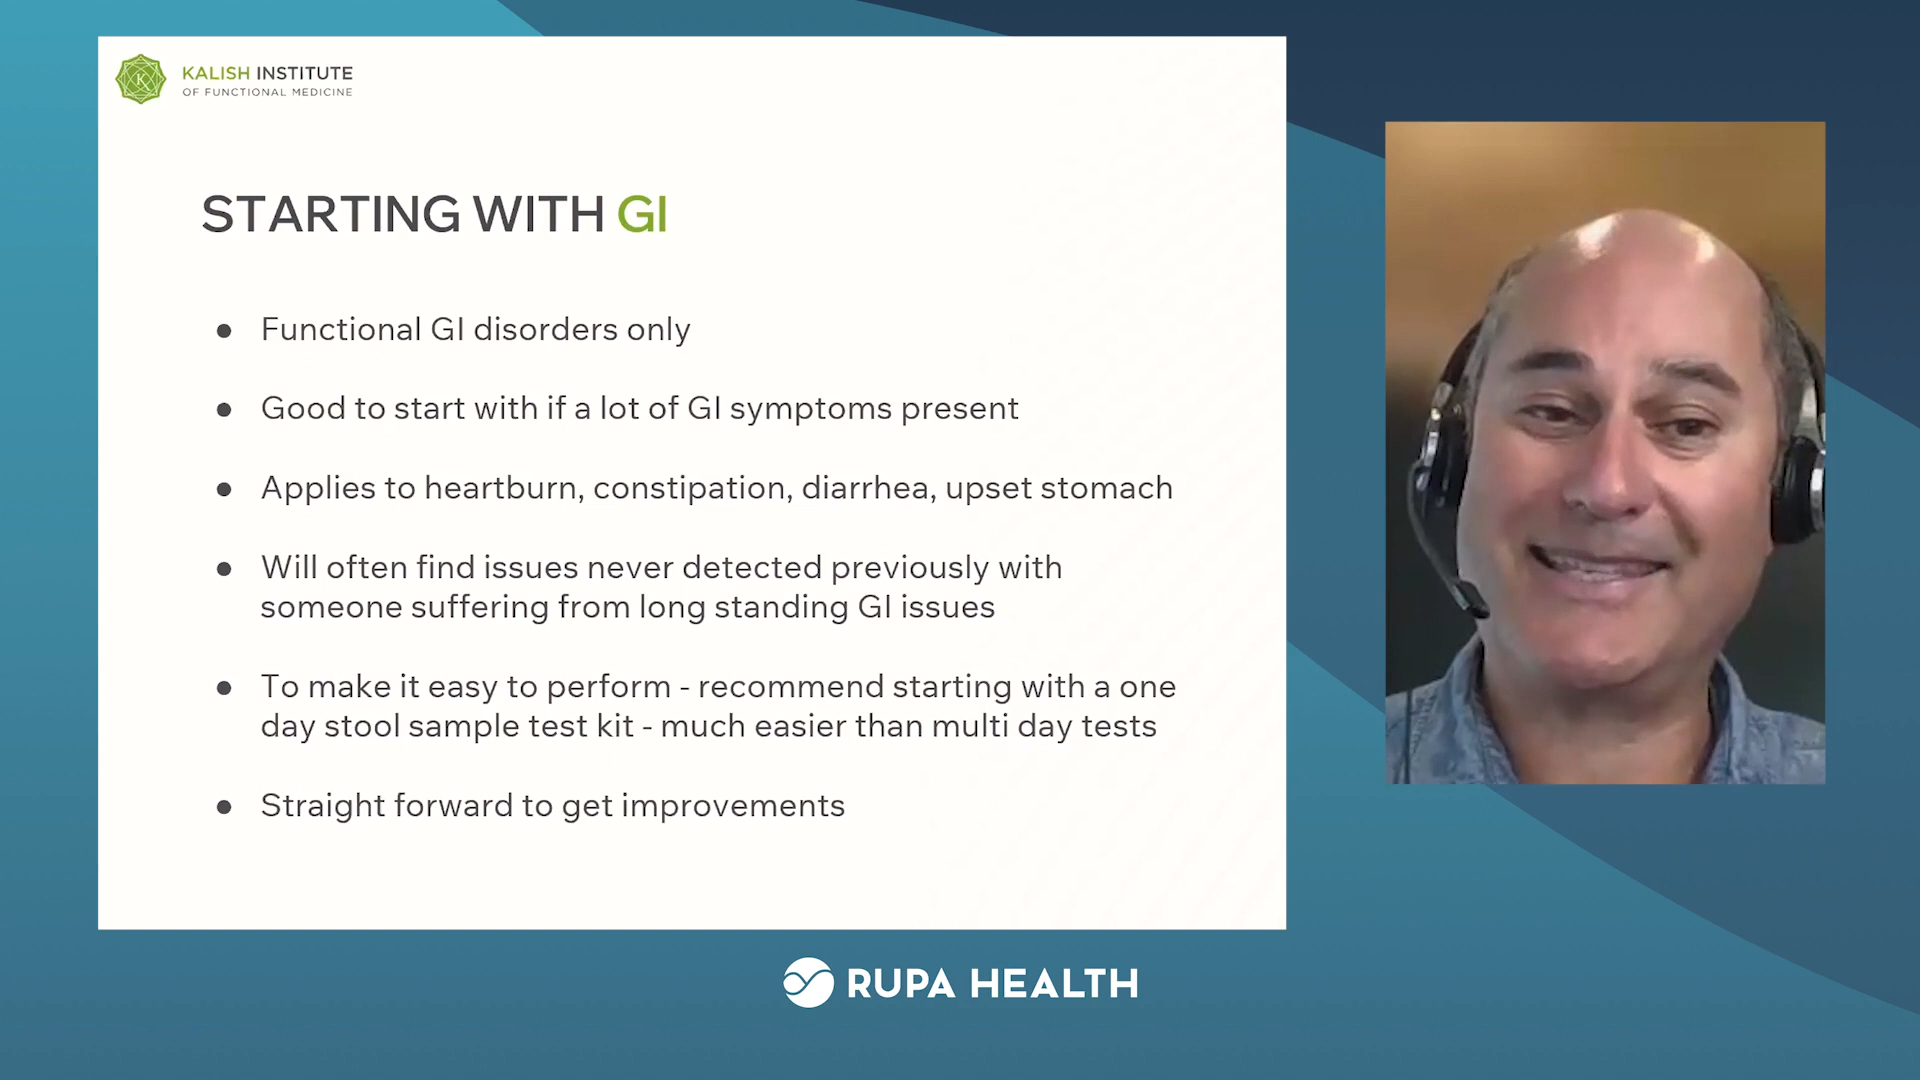 KALISH INSTITUTE
OF FUNCTIONAL MEDICINE
STARTING WITH GI
● Functional GI disorders only
● Good to start with if a lot of GI symptoms present
● Applies to heartburn, constipation, diarrhea, upset stomach
● Will often find issues never detected previously with
someone suffering from long standing GI issues
● To make it easy to perform - recommend starting with a one
day stool sample test kit - much easier than multi day tests
● Straight forward to get improvements
RUPA HEALTH